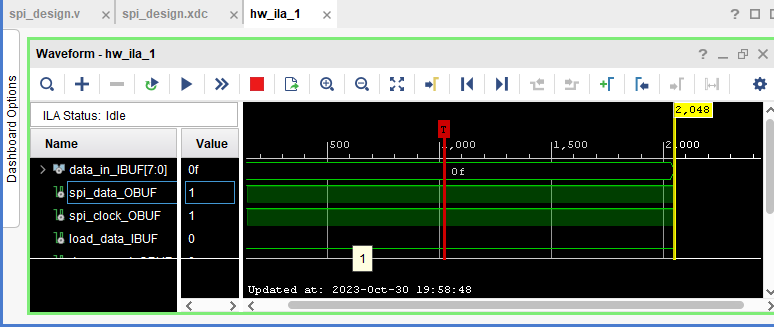 spi_design.v × spi_design.xdc × hw_ila_1 × ?
Dashboard Options
Waveform - hw_ila_1 ?
ILA Status: Idle
Name Value
data_in_IBUF[7:0] 0f
spi_data_OBUF 1
spi_clock_OBUF 1
load_data_IBUF 0
2,048
T
500 1,000 1,500 2,000
0f
1
Updated at: 2023-Oct-30 19:58:48